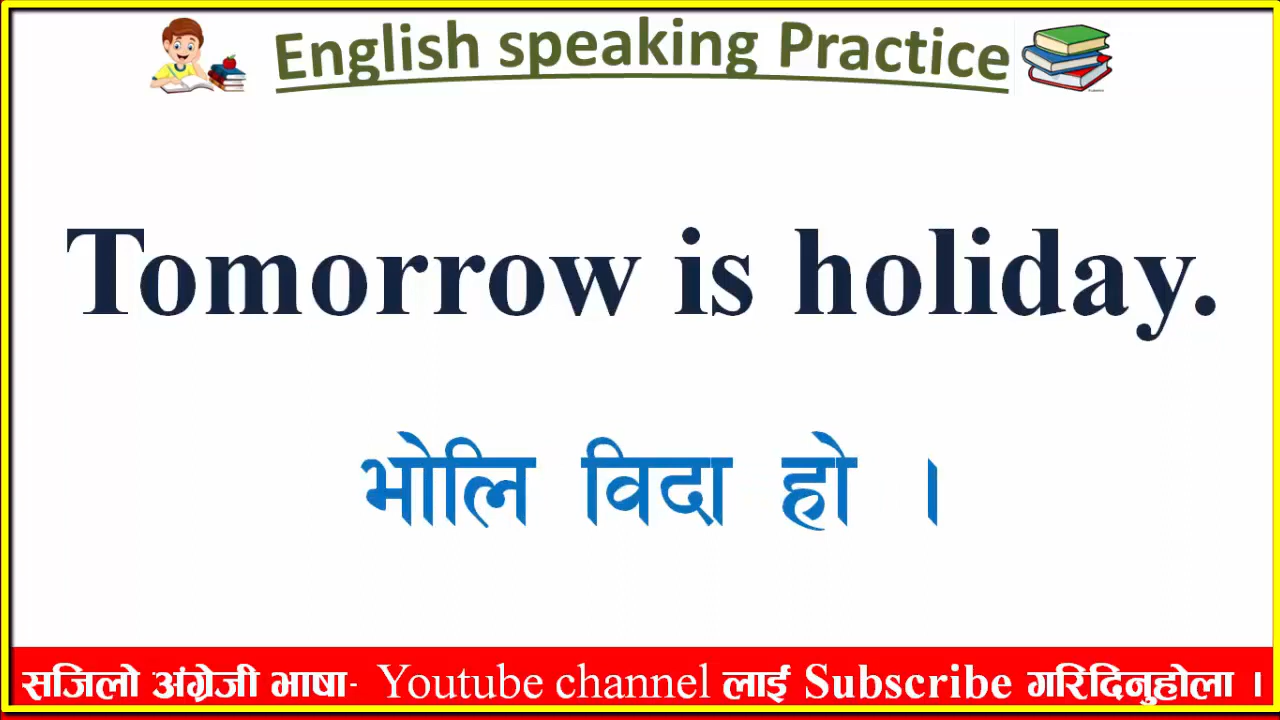 English speaking Practice
Tomorrow is holiday.
भोलि विदा हो ।
सजिलो अंग्रेजी भाषा- Youtube channel लाई Subscribe गरिदिनुहोला ।